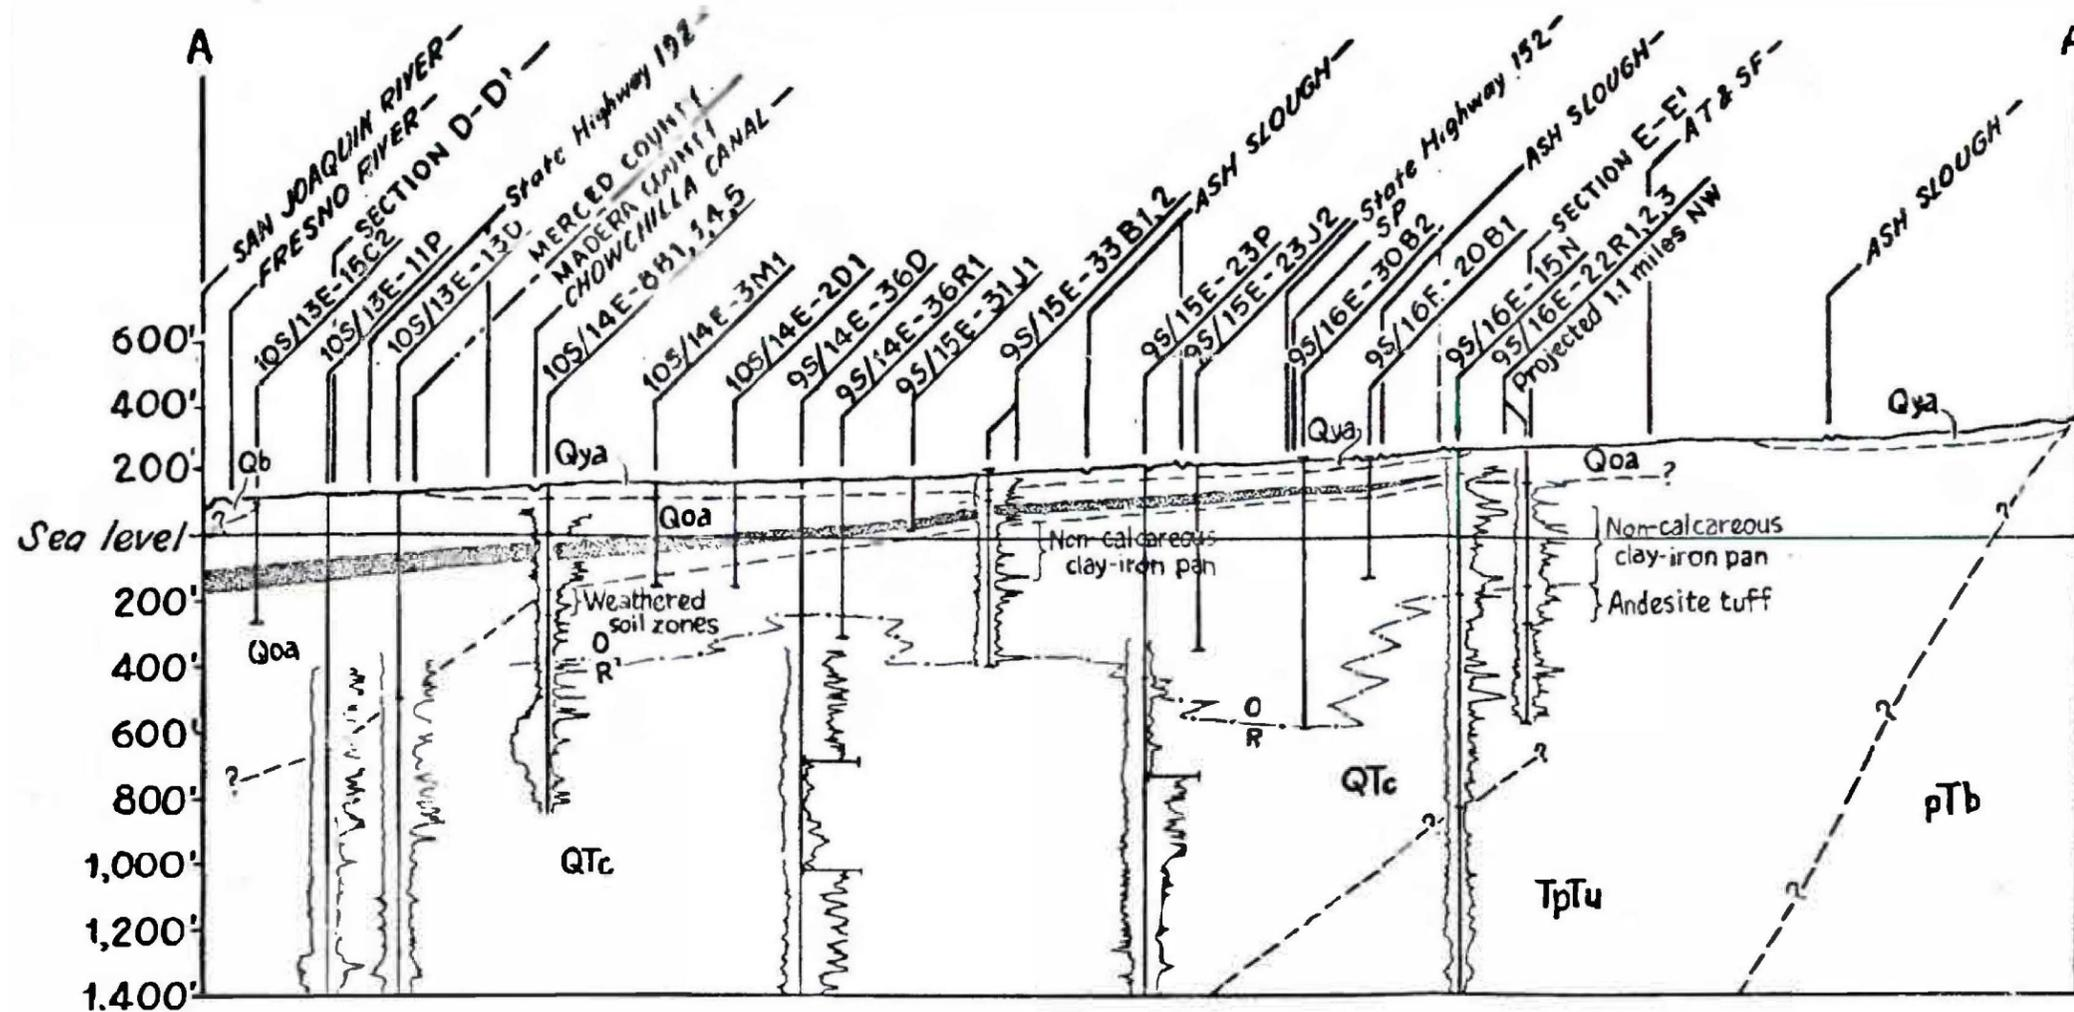 A
A
SAN JOAQUIN RIVER
FRESNO RIVER
SECTION D-D'
10S/13E-15C2
10S/13E-11P
State Highway 152
10S/13E-13D
MERCED COUNTY
MADERA COUNTY
CHOWCHILLA CANAL
10S/14E-8B1,
10S/14E-3M1
10S/14E-2D1
9S/14E-36D
9S/14E-36R1
9S/15E-31J1
9S/15E-33B1,2
ASH SLOUGH
9S/15E-23P
9S/15E-23J2
State Highway 152
SP
9S/16E-30B2
ASH SLOUGH
9S/16E-20B1
SECTION E-E'
9S/16E-15N
AT & SF
9S/16E-22R1,2,3
Projected 1.1 miles NW
ASH SLOUGH
600'
400'
200'
Sea level
200'
400'
600'
800'
1,000'
1,200'
1.400'
Qb
?
Qya
Qya
Qya
Qoa
Qoa
?
Non-calcareous
clay-iron pan
Non-calcareous
clay-iron pan
?
Weathered
soil zones
Andesite tuff
Qoa
O
R
O
R
?
?
?
?
QTc
QTc
pTb
TpTu
?